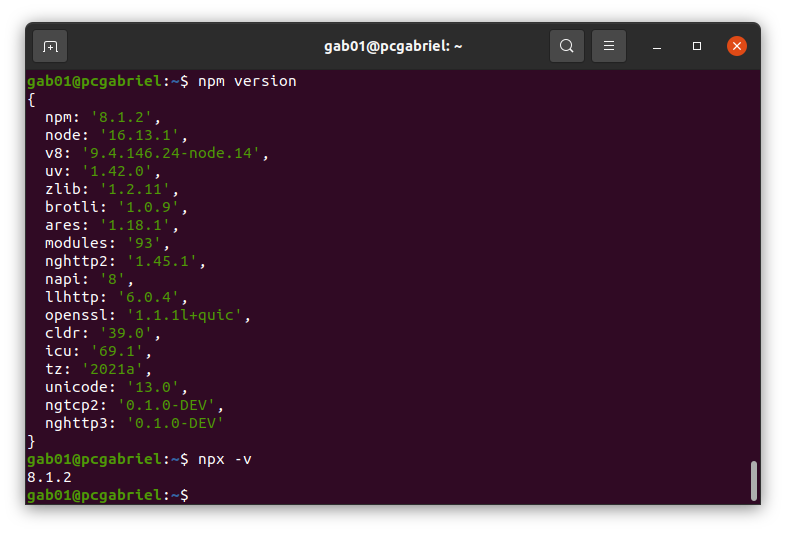 gab01@pcgabriel: ~
gab01@pcgabriel:~$ npm version
{
  npm: '8.1.2',
  node: '16.13.1',
  v8: '9.4.146.24-node.14',
  uv: '1.42.0',
  zlib: '1.2.11',
  brotli: '1.0.9',
  ares: '1.18.1',
  modules: '93',
  nghttp2: '1.45.1',
  napi: '8',
  llhttp: '6.0.4',
  openssl: '1.1.1l+quic',
  cldr: '39.0',
  icu: '69.1',
  tz: '2021a',
  unicode: '13.0',
  ngtcp2: '0.1.0-DEV',
  nghttp3: '0.1.0-DEV'
}
gab01@pcgabriel:~$ npx -v
8.1.2
gab01@pcgabriel:~$